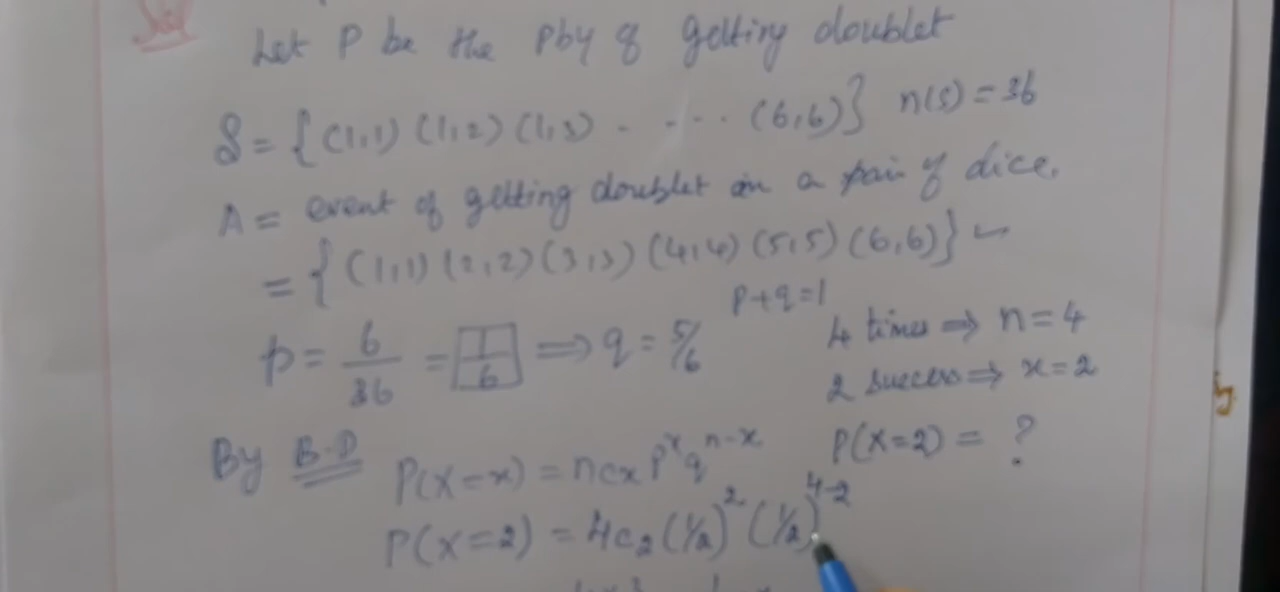 Let P be the Pby of getting doublet
S = { (1,1) (1,2) (1,3) - - ... (6,6)} n(s) = 36
A = event of getting doublet in a pair of dice.
= { (1,1) (2,2) (3,3) (4,4) (5,5) (6,6)}
p+q=1
p = 6/36 = 1/6 ⟹ q = 5/6
4 times ⟹ n = 4
2 success ⟹ x = 2
P(X=2) = ?
By B.D P(X=x) = ncx p^x q^n-x
P(X=2) = 4c2 (1/2)^2 (1/2)^4-2